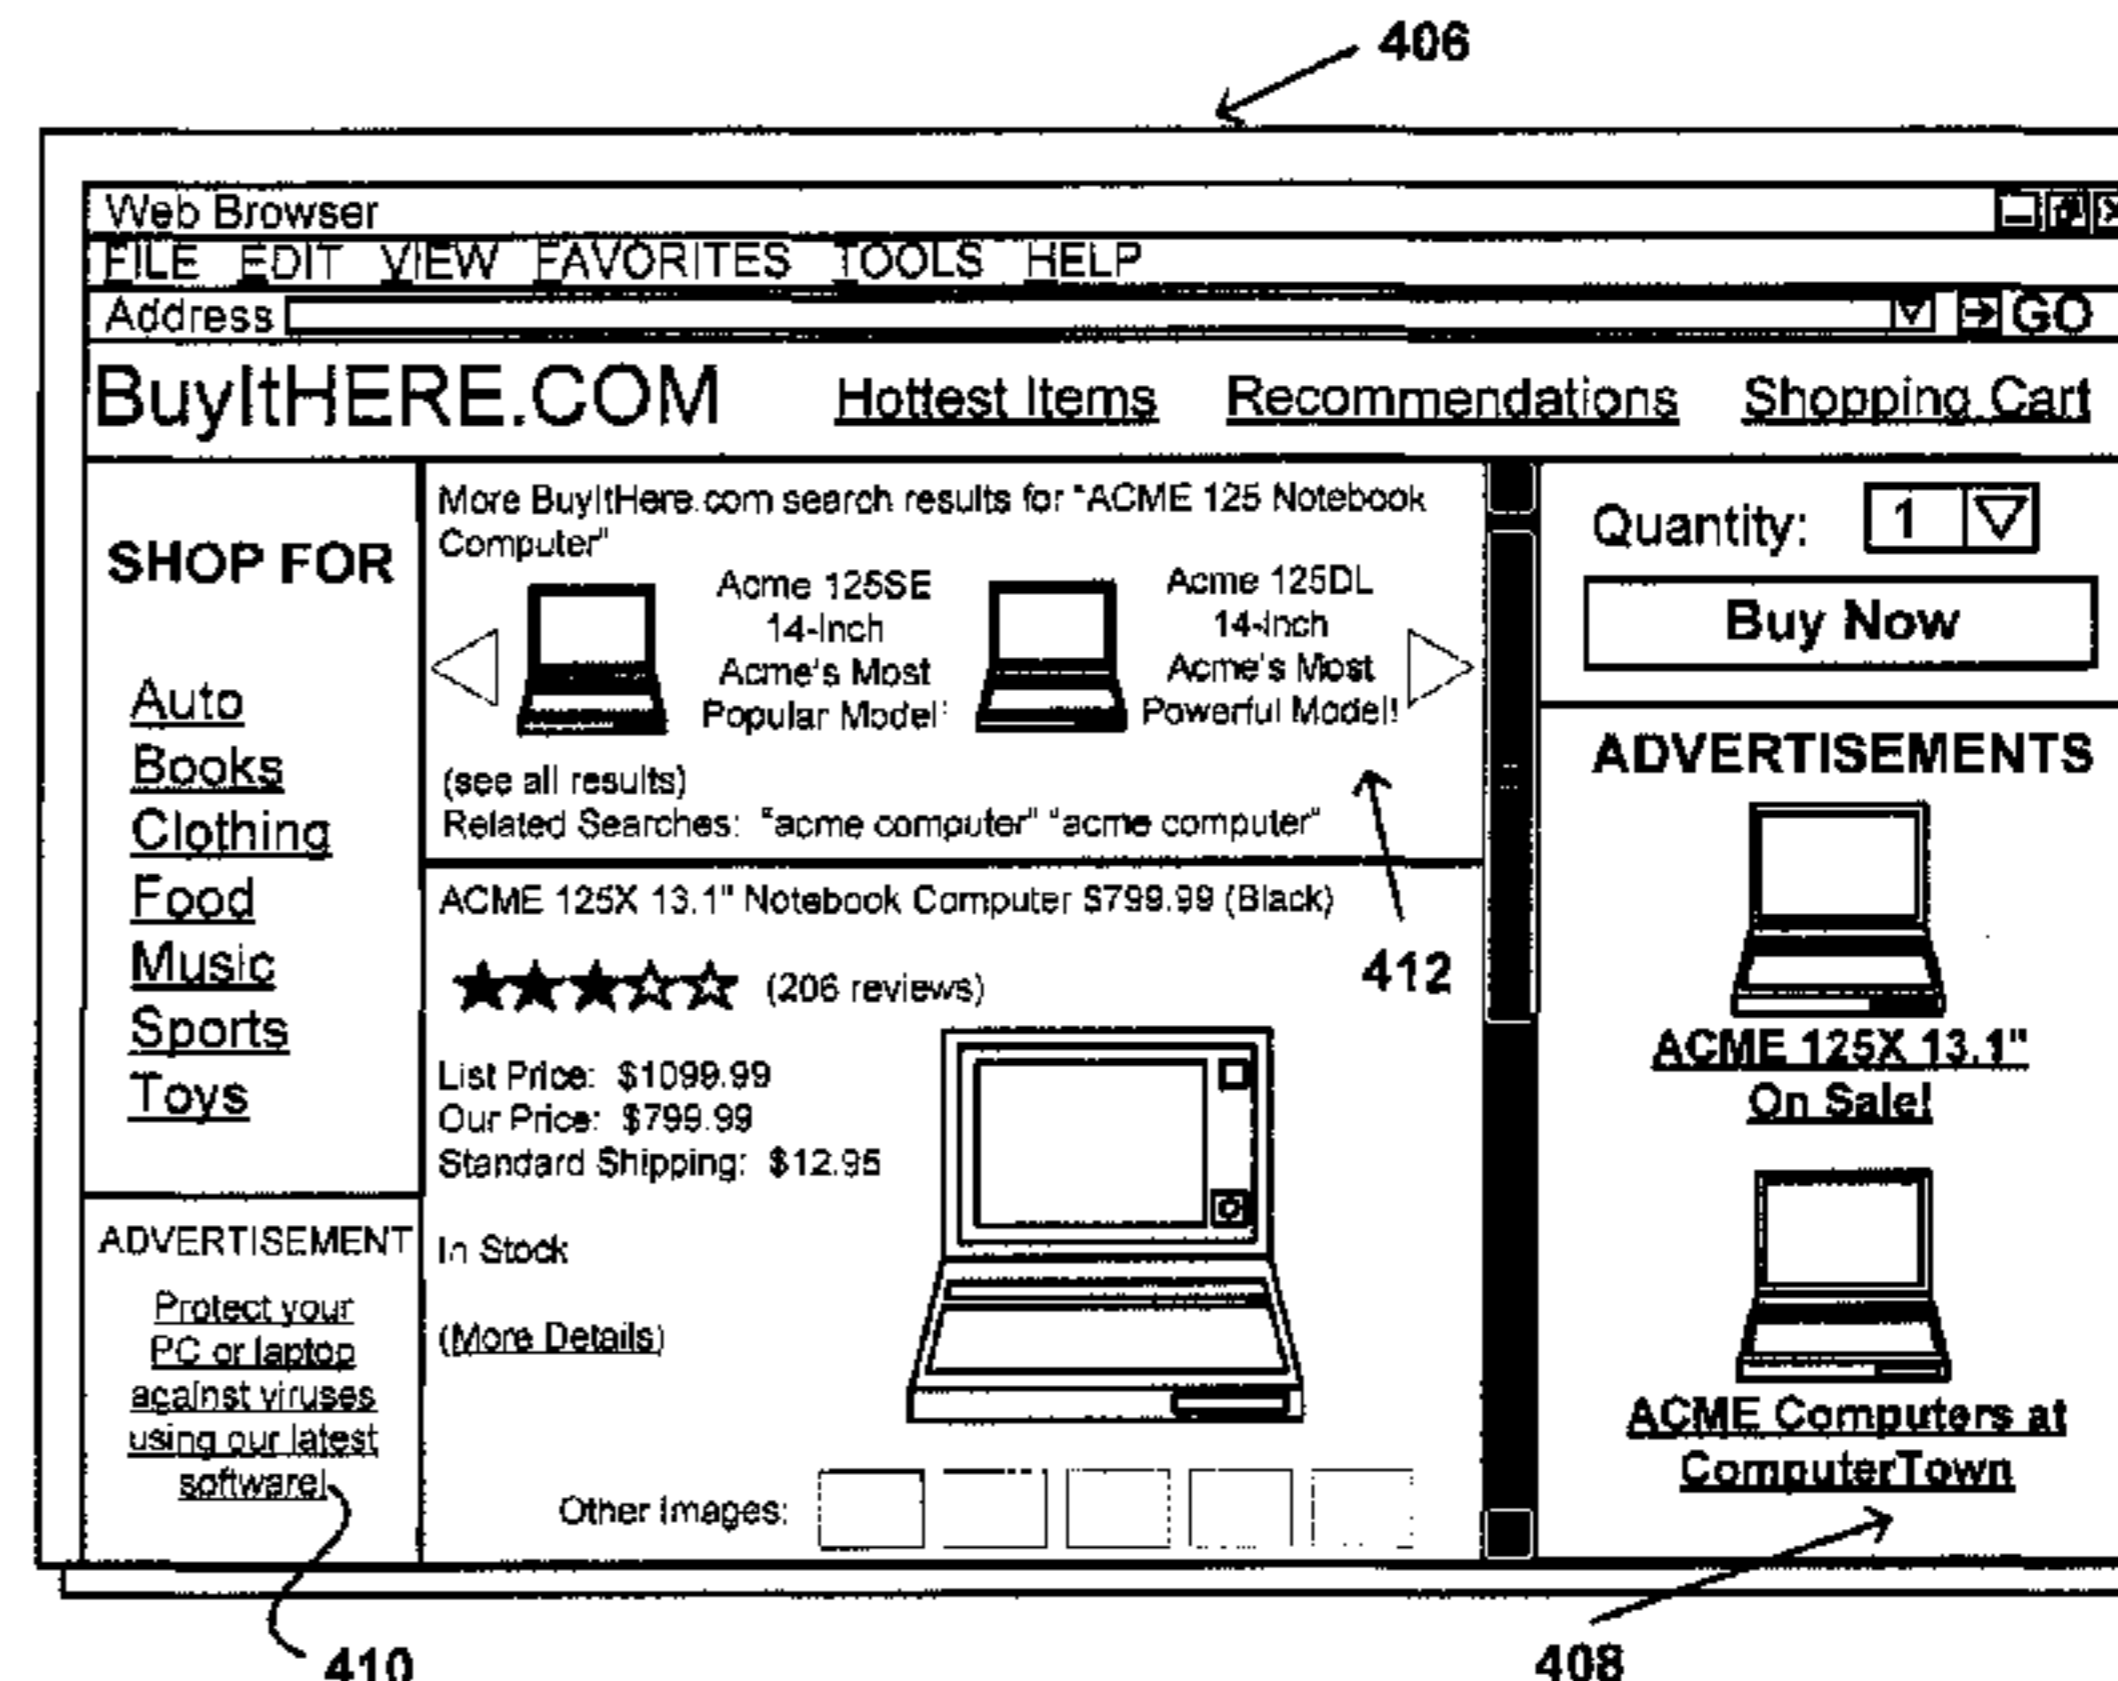 406
Web Browser
FILE EDIT VIEW FAVORITES TOOLS HELP
Address GO
BuyItHERE.COM Hottest Items Recommendations Shopping Cart
SHOP FOR
Auto
Books
Clothing
Food
Music
Sports
Toys
ADVERTISEMENT
Protect your
PC or laptop
against viruses
using our latest
software!
410
More BuyItHere.com search results for "ACME 125 Notebook
Computer"
Acme 125SE
14-Inch
Acme's Most
Popular Model!
Acme 125DL
14-Inch
Acme's Most
Powerful Model!
(see all results)
Related Searches: "acme computer" "acme computer"
412
ACME 125X 13.1" Notebook Computer $799.99 (Black)
(206 reviews)
List Price: $1099.99
Our Price: $799.99
Standard Shipping: $12.95
In Stock
(More Details)
Other Images:
Quantity: 1
Buy Now
ADVERTISEMENTS
ACME 125X 13.1"
On Sale!
ACME Computers at
ComputerTown
408